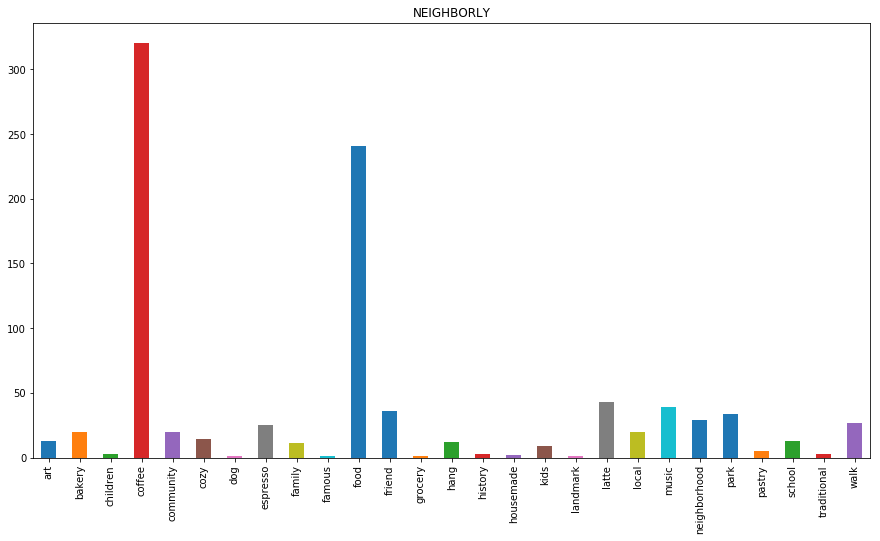 NEIGHBORLY
300
250
200
150
100
50
0
art
bakery
children
coffee
community
cozy
dog
espresso
family
famous
food
friend
grocery
hang
history
housemade
kids
landmark
latte
local
music
neighborhood
park
pastry
school
traditional
walk